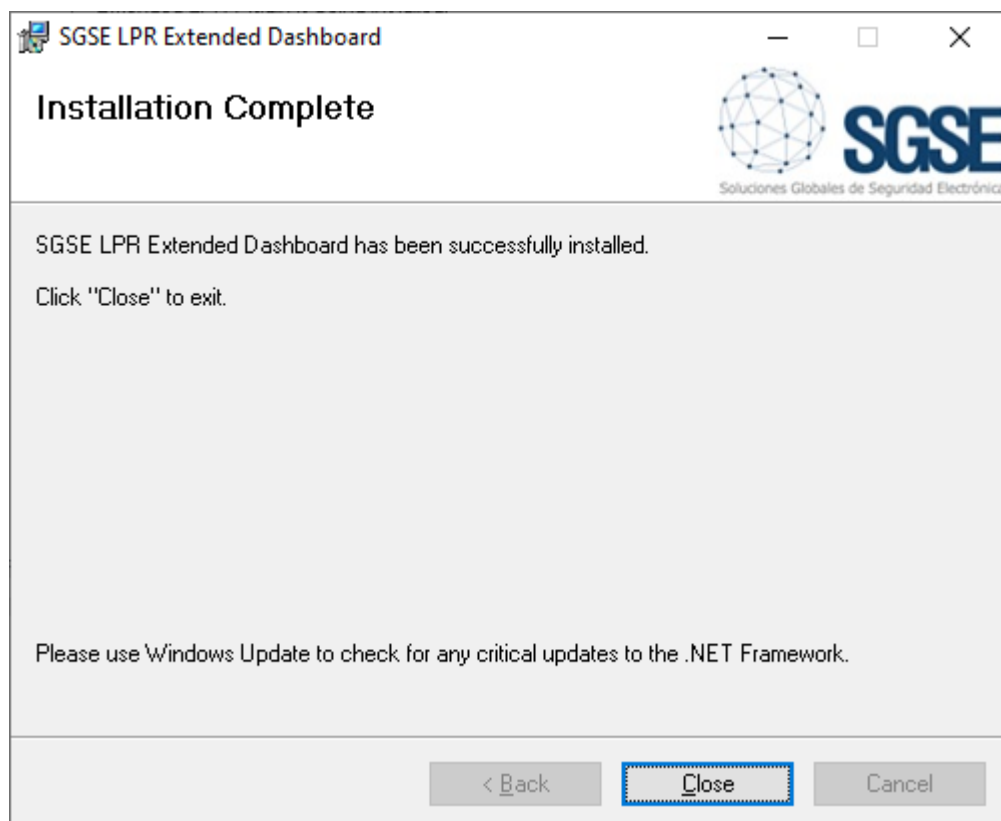 SGSE LPR Extended Dashboard
Installation Complete
SGSE
Soluciones Globales de Seguridad Electrónica
SGSE LPR Extended Dashboard has been successfully installed.
Click "Close" to exit.
Please use Windows Update to check for any critical updates to the .NET Framework.
< Back
Close
Cancel